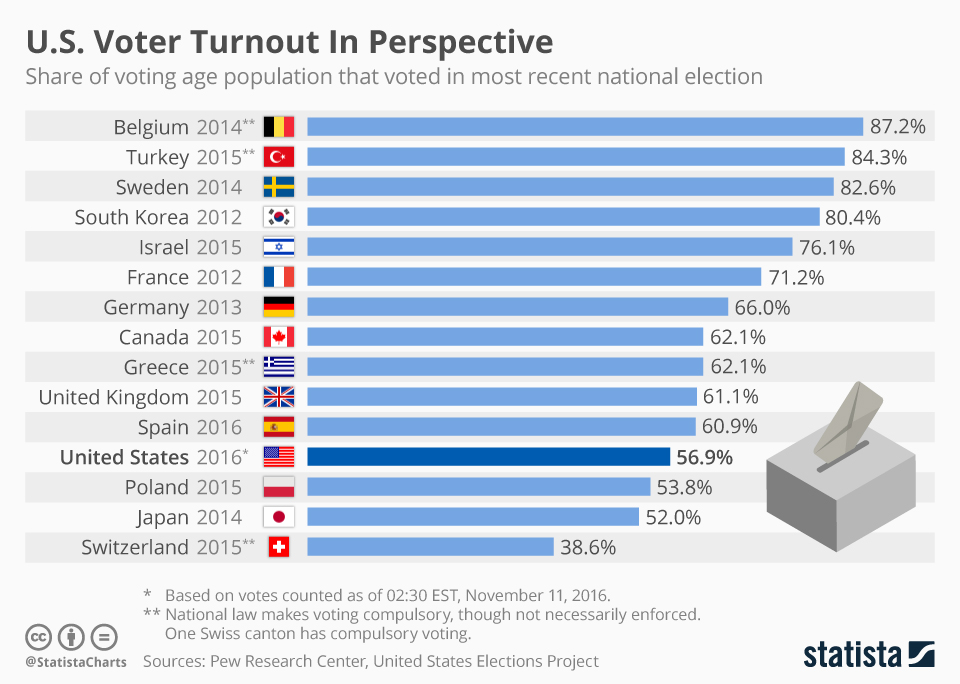 U.S. Voter Turnout In Perspective
Share of voting age population that voted in most recent national election
Belgium 2014** 87.2%
Turkey 2015** 84.3%
Sweden 2014 82.6%
South Korea 2012 80.4%
Israel 2015 76.1%
France 2012 71.2%
Germany 2013 66.0%
Canada 2015 62.1%
Greece 2015** 62.1%
United Kingdom 2015 61.1%
Spain 2016 60.9%
United States 2016* 56.9%
Poland 2015 53.8%
Japan 2014 52.0%
Switzerland 2015** 38.6%
* Based on votes counted as of 02:30 EST, November 11, 2016.
** National law makes voting compulsory, though not necessarily enforced.
One Swiss canton has compulsory voting.
cc
@StatistaCharts Sources: Pew Research Center, United States Elections Project
statista